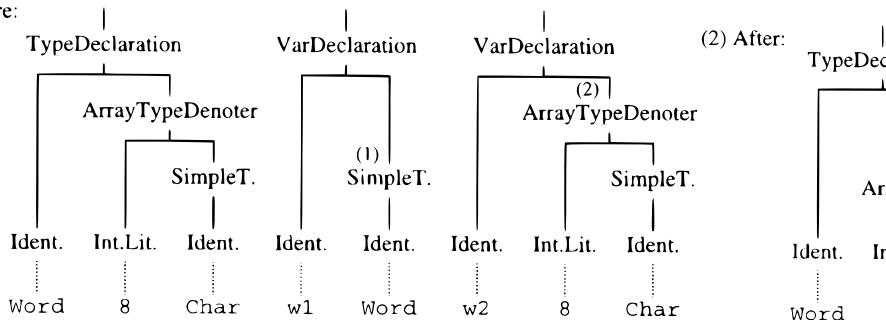 re:
TypeDeclaration VarDeclaration VarDeclaration (2) After:
TypeDec
(2)
ArrayTypeDenoter ArrayTypeDenoter
(1)
SimpleT. SimpleT. SimpleT.
Ar
Ident. Int.Lit. Ident. Ident. Ident. Ident. Int.Lit. Ident. Ident. In
Word 8 Char w1 Word w2 8 Char Word